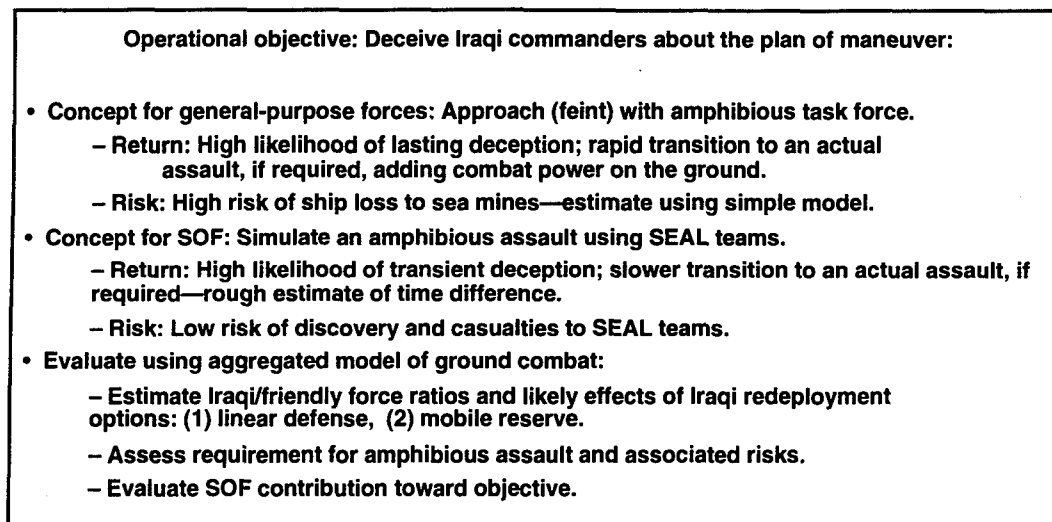 Operational objective: Deceive Iraqi commanders about the plan of maneuver:
• Concept for general-purpose forces: Approach (feint) with amphibious task force.
– Return: High likelihood of lasting deception; rapid transition to an actual
assault, if required, adding combat power on the ground.
– Risk: High risk of ship loss to sea mines—estimate using simple model.
• Concept for SOF: Simulate an amphibious assault using SEAL teams.
– Return: High likelihood of transient deception; slower transition to an actual assault, if
required—rough estimate of time difference.
– Risk: Low risk of discovery and casualties to SEAL teams.
• Evaluate using aggregated model of ground combat:
– Estimate Iraqi/friendly force ratios and likely effects of Iraqi redeployment
options: (1) linear defense, (2) mobile reserve.
– Assess requirement for amphibious assault and associated risks.
– Evaluate SOF contribution toward objective.